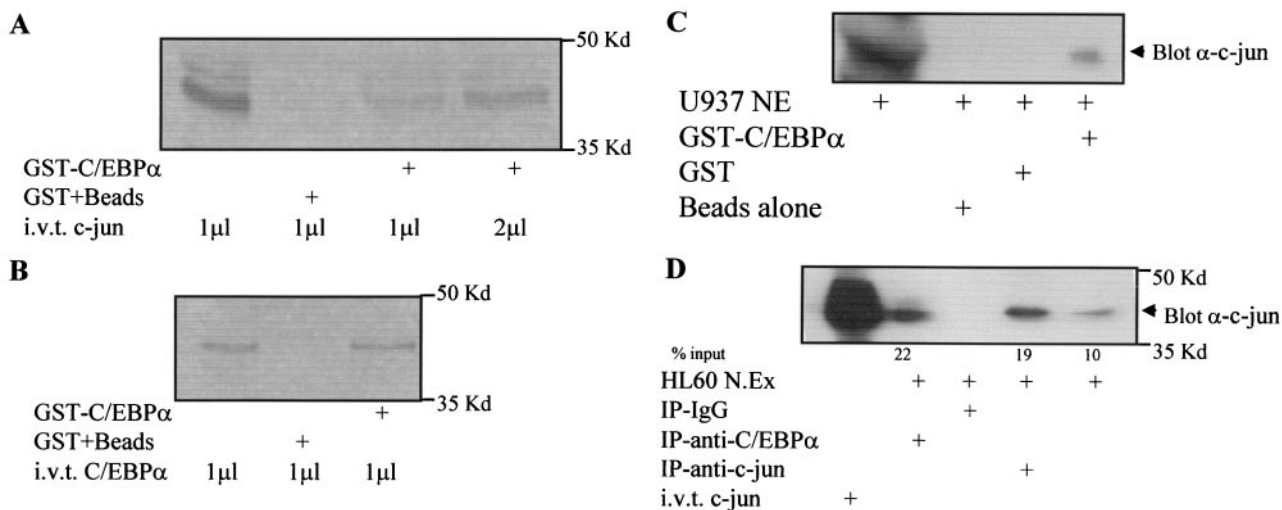 A
50 Kd
35 Kd
GST-C/EBPα + +
GST+Beads +
i.v.t. c-jun 1µl 1µl 1µl 2µl
B
50 Kd
35 Kd
GST-C/EBPα +
GST+Beads +
i.v.t. C/EBPα 1µl 1µl 1µl
C
Blot α-c-jun
U937 NE + + + +
GST-C/EBPα +
GST +
Beads alone +
D
50 Kd
Blot α-c-jun
35 Kd
% input 22 19 10
HL60 N.Ex + + + +
IP-IgG +
IP-anti-C/EBPα +
IP-anti-c-jun +
i.v.t. c-jun +